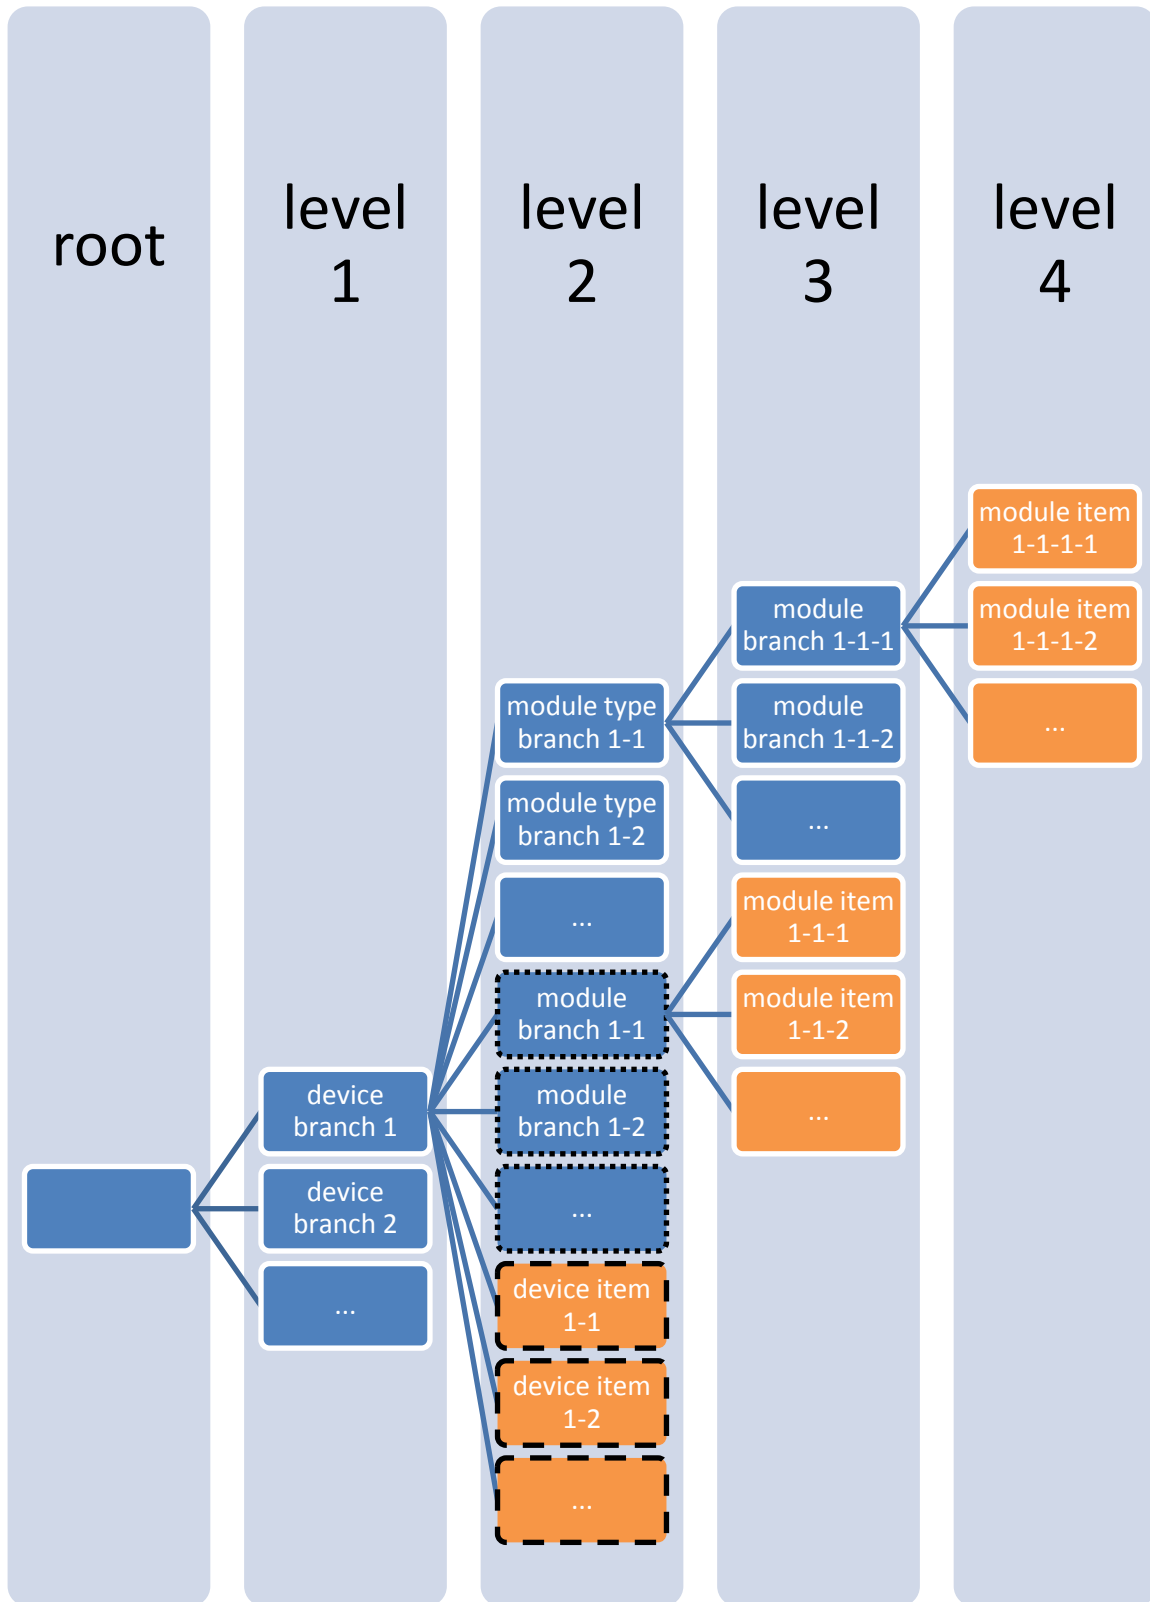 root
level
1
level
2
level
3
level
4
module item
1-1-1-1
module item
1-1-1-2
...
module
branch 1-1-1
module
branch 1-1-2
...
module item
1-1-1
module item
1-1-2
...
module type
branch 1-1
module type
branch 1-2
...
module
branch 1-1
module
branch 1-2
...
device item
1-1
device item
1-2
...
device
branch 1
device
branch 2
...